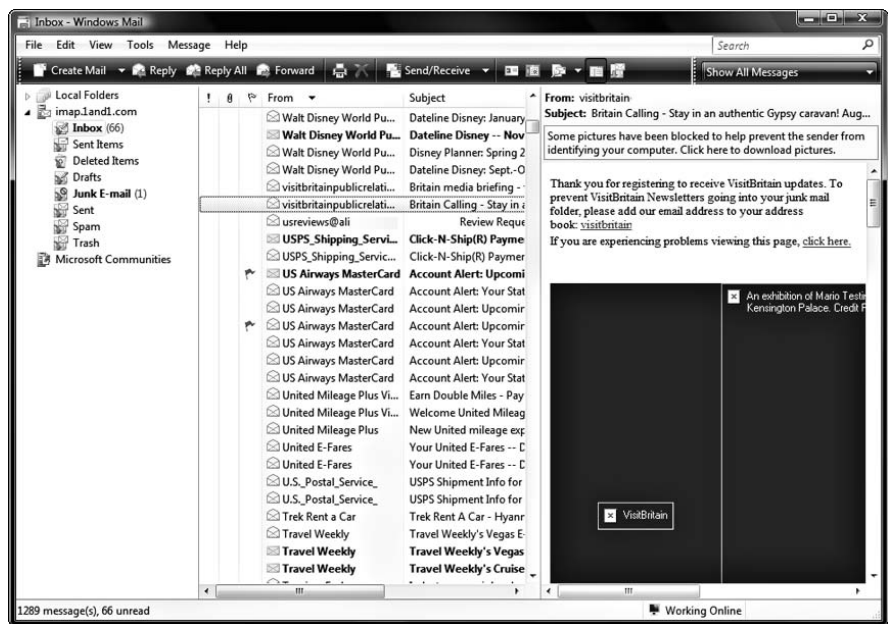 Inbox - Windows Mail
File Edit View Tools Message Help
Search
Create Mail Reply Reply All Forward Send/Receive Show All Messages
Local Folders
imap.1and1.com
Inbox (66)
Sent Items
Deleted Items
Drafts
Junk E-mail (1)
Sent
Spam
Trash
Microsoft Communities
! From Subject
Walt Disney World Pu... Dateline Disney: January
Walt Disney World Pu... Dateline Disney -- Nov
Walt Disney World Pu... Disney Planner: Spring 2
Walt Disney World Pu... Dateline Disney: Sept.-O
visitbritainpublicrelati... Britain media briefing -
visitbritainpublicrelati... Britain Calling - Stay in a
usreviews@ali Review Reque
USPS_Shipping_Servi... Click-N-Ship(R) Payme
USPS_Shipping_Servic... Click-N-Ship(R) Paymer
US Airways MasterCard Account Alert: Upcomi
US Airways MasterCard Account Alert: Your Stat
US Airways MasterCard Account Alert: Upcomir
US Airways MasterCard Account Alert: Upcomir
US Airways MasterCard Account Alert: Your Stat
US Airways MasterCard Account Alert: Upcomir
US Airways MasterCard Account Alert: Your Stat
United Mileage Plus Vi... Earn Double Miles - Pay
United Mileage Plus Vi... Welcome United Mileag
United Mileage Plus New United mileage exp
United E-Fares Your United E-Fares -- D
United E-Fares Your United E-Fares -- D
U.S._Postal_Service_ USPS Shipment Info for
U.S._Postal_Service_ USPS Shipment Info for
Trek Rent a Car Trek Rent A Car - Hyann
Travel Weekly Travel Weekly's Vegas E-
Travel Weekly Travel Weekly's Vegas
Travel Weekly Travel Weekly's Cruise
From: visitbritain
Subject: Britain Calling - Stay in an authentic Gypsy caravan! Aug...
Some pictures have been blocked to help prevent the sender from
identifying your computer. Click here to download pictures.
Thank you for registering to receive VisitBritain updates. To
prevent VisitBritain Newsletters going into your junk mail
folder, please add our email address to your address
book: visitbritain
If you are experiencing problems viewing this page, click here.
An exhibition of Mario Testin
Kensington Palace. Credit P
VisitBritain
1289 message(s), 66 unread
Working Online